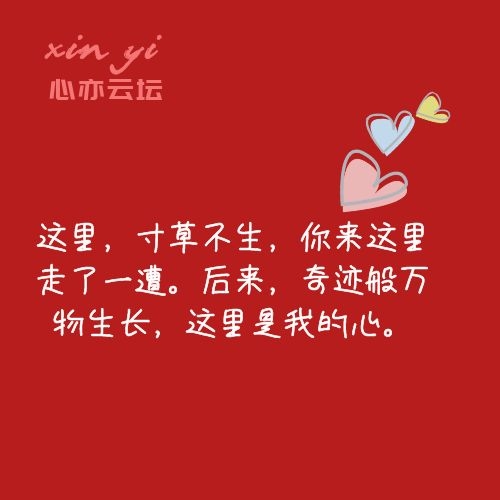 xin yi
心亦云坛
这里，寸草不生，你来这里
走了一遭。后来，奇迹般万
物生长，这里是我的心。